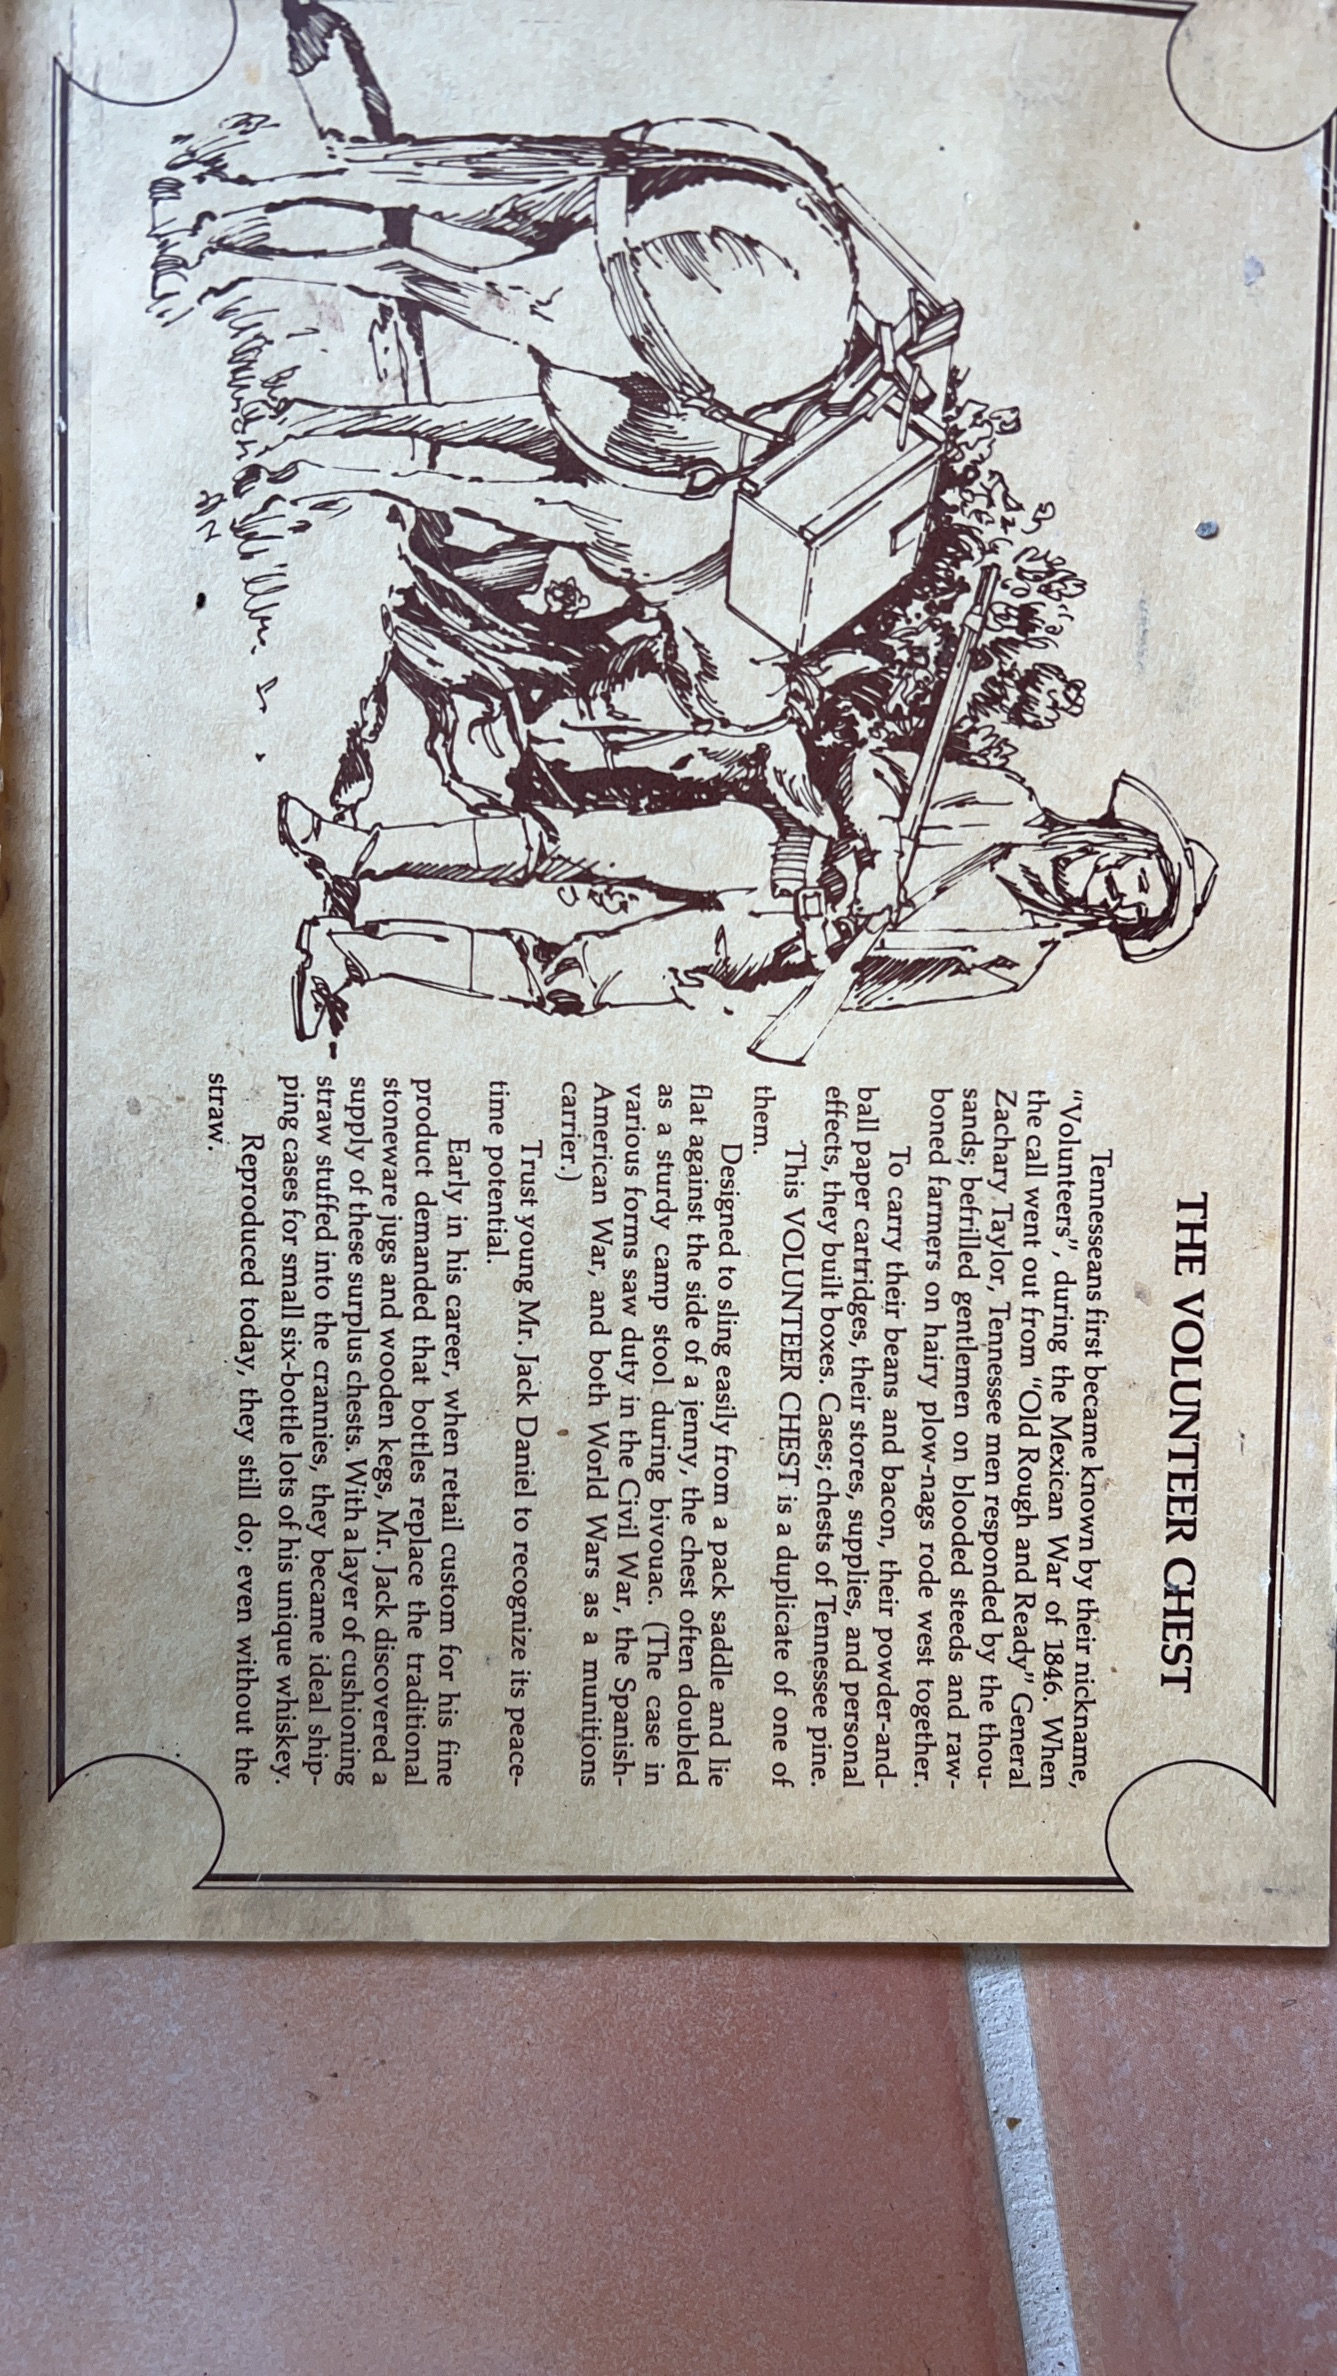 THE VOLUNTEER CHEST
Tennesseans first became known by their nickname,
"Volunteers", during the Mexican War of 1846. When
the call went out from "Old Rough and Ready" General
Zachary Taylor, Tennessee men responded by the thou-
sands; befrilled gentlemen on blooded steeds and raw-
boned farmers on hairy plow-nags rode west together.
To carry their beans and bacon, their powder-and-
ball paper cartridges, their stores, supplies, and personal
effects, they built boxes. Cases; chests of Tennessee pine.
This VOLUNTEER CHEST is a duplicate of one of
them.
Designed to sling easily from a pack saddle and lie
flat against the side of a jenny, the chest often doubled
as a sturdy camp stool during bivouac. (The case in
various forms saw duty in the Civil War, the Spanish-
American War, and both World Wars as a munitions
carrier.)
Trust young Mr. Jack Daniel to recognize its peace-
time potential.
Early in his career, when retail custom for his fine
product demanded that bottles replace the traditional
stoneware jugs and wooden kegs, Mr. Jack discovered a
supply of these surplus chests. With a layer of cushioning
straw stuffed into the crannies, they became ideal ship-
ping cases for small six-bottle lots of his unique whiskey.
Reproduced today, they still do; even without the
straw.